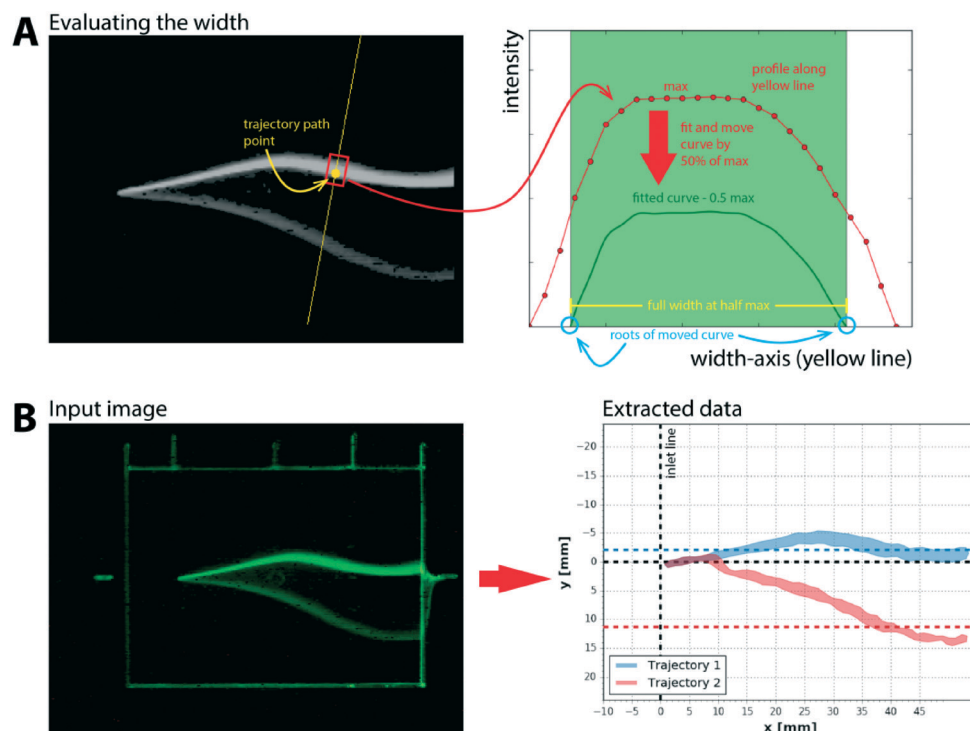 A
Evaluating the width
trajectory path
point
intensity
max
profile along
yellow line
fit and move
curve by
50% of max
fitted curve - 0.5 max
full width at half max
roots of moved curve
width-axis (yellow line)
B
Input image
Extracted data
inlet line
y [mm]
-20
-15
-10
-5
0
5
10
15
20
Trajectory 1
Trajectory 2
-10
-5
0
5
10
15
20
25
30
35
40
45
50
x [mm]